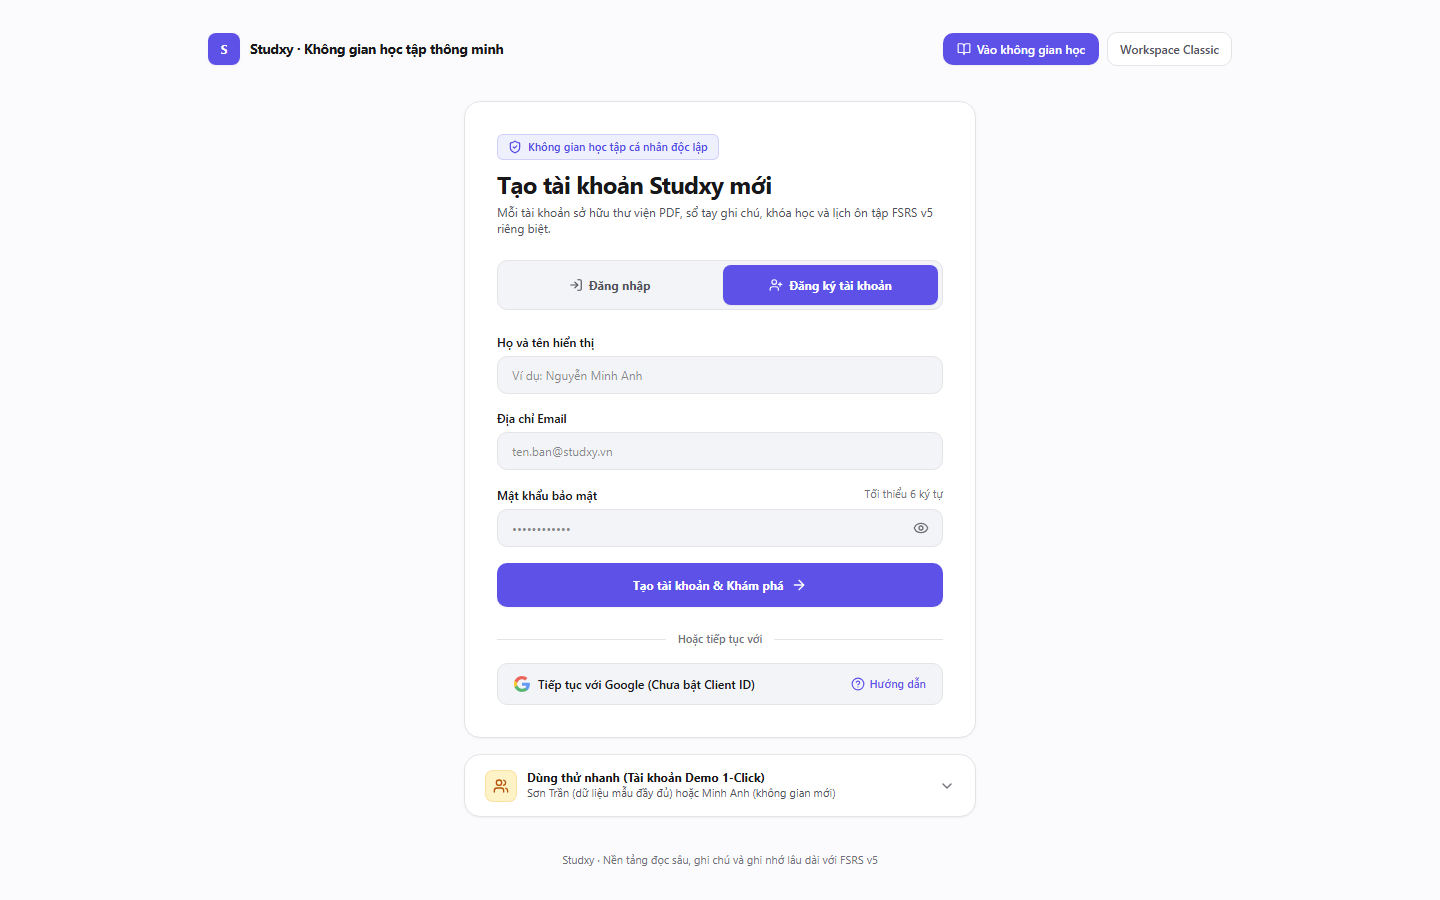 S
Studxy · Không gian học tập thông minh
Vào không gian học
Workspace Classic
Không gian học tập cá nhân độc lập
Tạo tài khoản Studxy mới
Mỗi tài khoản sở hữu thư viện PDF, sổ tay ghi chú, khóa học và lịch ôn tập FSRS v5
riêng biệt.
Đăng nhập
Đăng ký tài khoản
Họ và tên hiển thị
Ví dụ: Nguyễn Minh Anh
Địa chỉ Email
ten.ban@studxy.vn
Mật khẩu bảo mật
Tối thiểu 6 ký tự
••••••••••••
Tạo tài khoản & Khám phá
Hoặc tiếp tục với
Tiếp tục với Google (Chưa bật Client ID)
Hướng dẫn
Dùng thử nhanh (Tài khoản Demo 1-Click)
Sơn Trần (dữ liệu mẫu đầy đủ) hoặc Minh Anh (không gian mới)
Studxy · Nền tảng đọc sâu, ghi chú và ghi nhớ lâu dài với FSRS v5